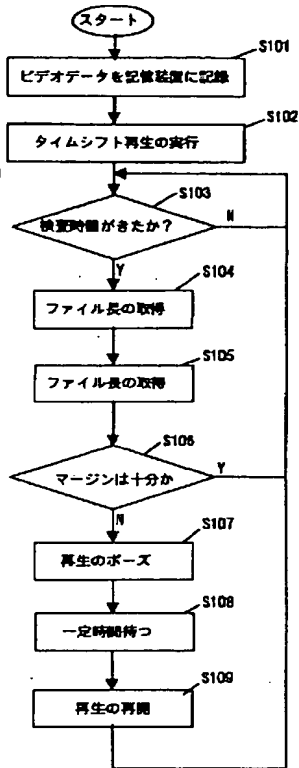 スタート
S101
ビデオデータを記憶装置に記録
S102
タイムシフト再生の実行
S103
検査時間がきたか?
N
Y
S104
ファイル長の取得
S105
ファイル長の取得
S106
マージンは十分か
Y
N
S107
再生のポーズ
S108
一定時間待つ
S109
再生の再開